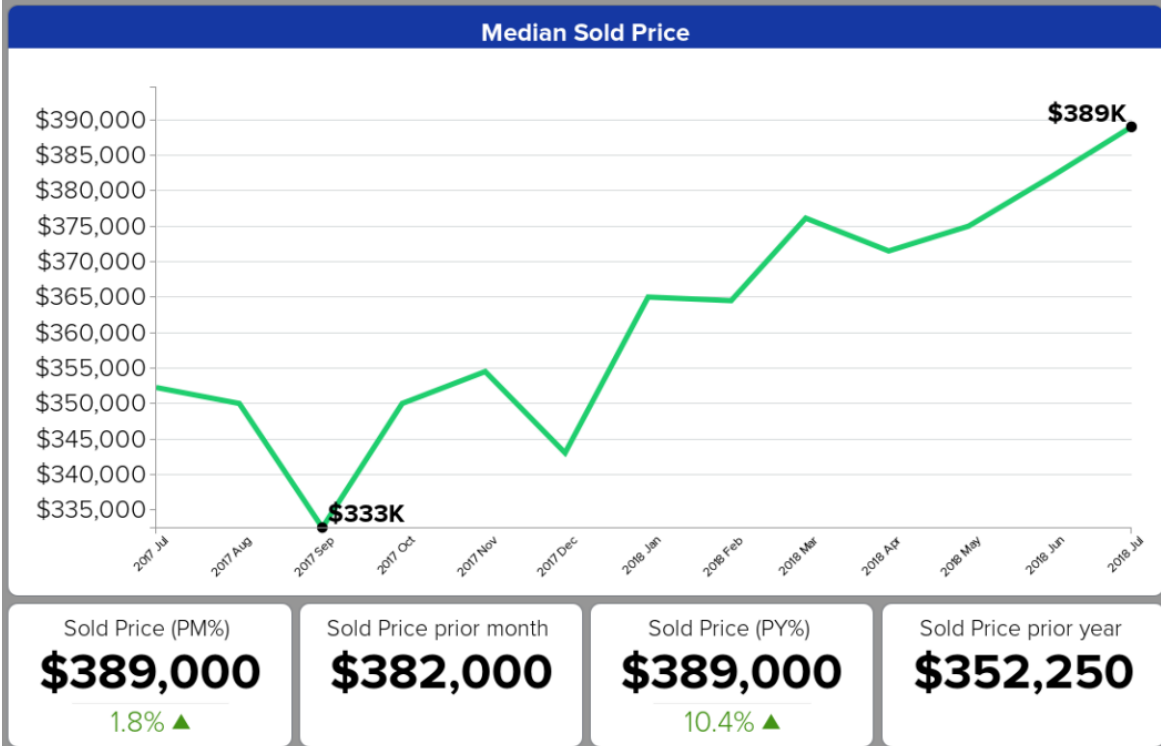 Median Sold Price
$390,000
$385,000
$380,000
$375,000
$370,000
$365,000
$360,000
$355,000
$350,000
$345,000
$340,000
$335,000
$389K
$333K
2017 Jul
2017 Aug
2017 Sep
2017 Oct
2017 Nov
2017 Dec
2018 Jan
2018 Feb
2018 Mar
2018 Apr
2018 May
2018 Jun
2018 Jul
Sold Price (PM%)
$389,000
1.8% ▲
Sold Price prior month
$382,000
Sold Price (PY%)
$389,000
10.4% ▲
Sold Price prior year
$352,250